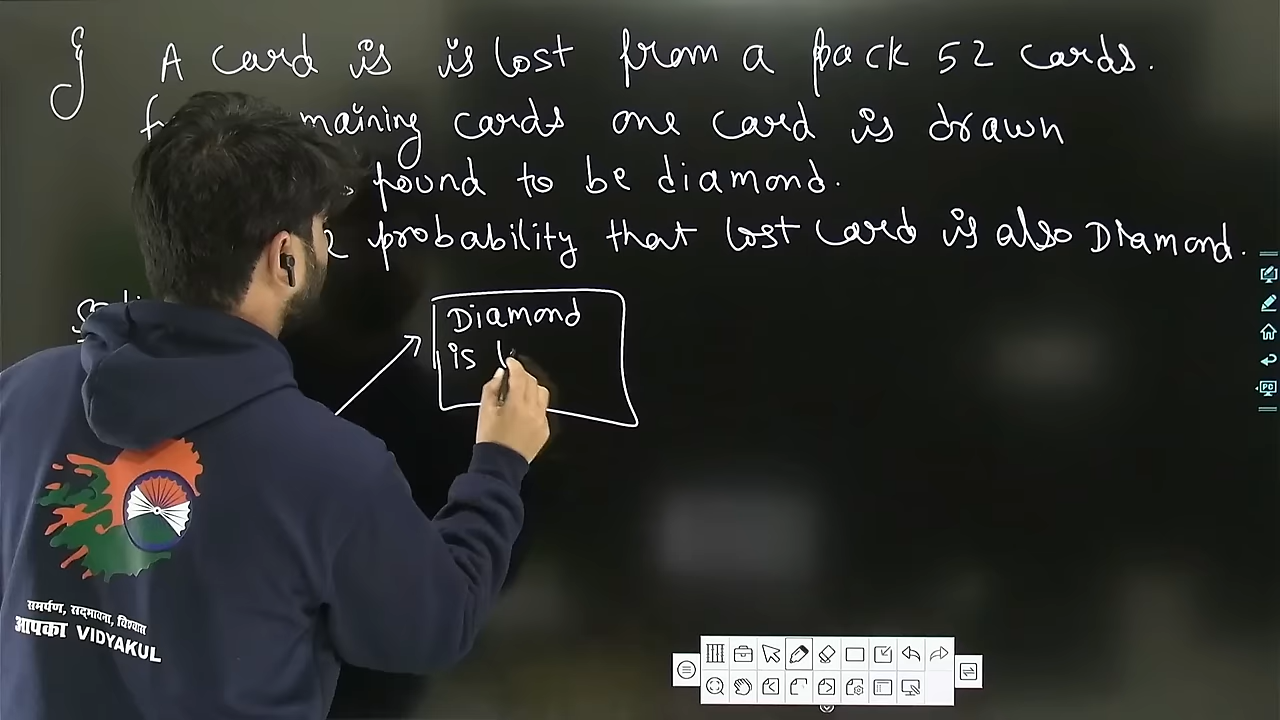 A card is is lost from a pack 52 cards.
maining cards one card is drawn
found to be diamond.
probability that lost card is also Diamond.
Diamond
is
समर्पण, सद्भावना, विश्वास
आपका VIDYAKUL
PC